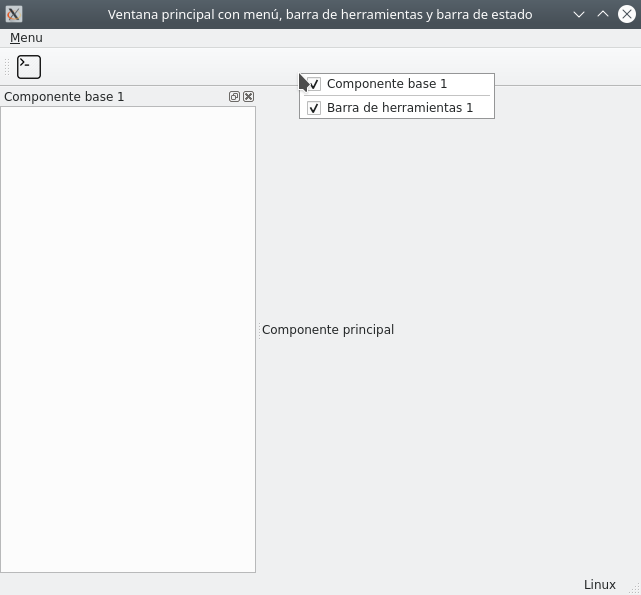 Ventana principal con menú, barra de herramientas y barra de estado
Menu
Componente base 1
Componente base 1
Barra de herramientas 1
Componente principal
Linux